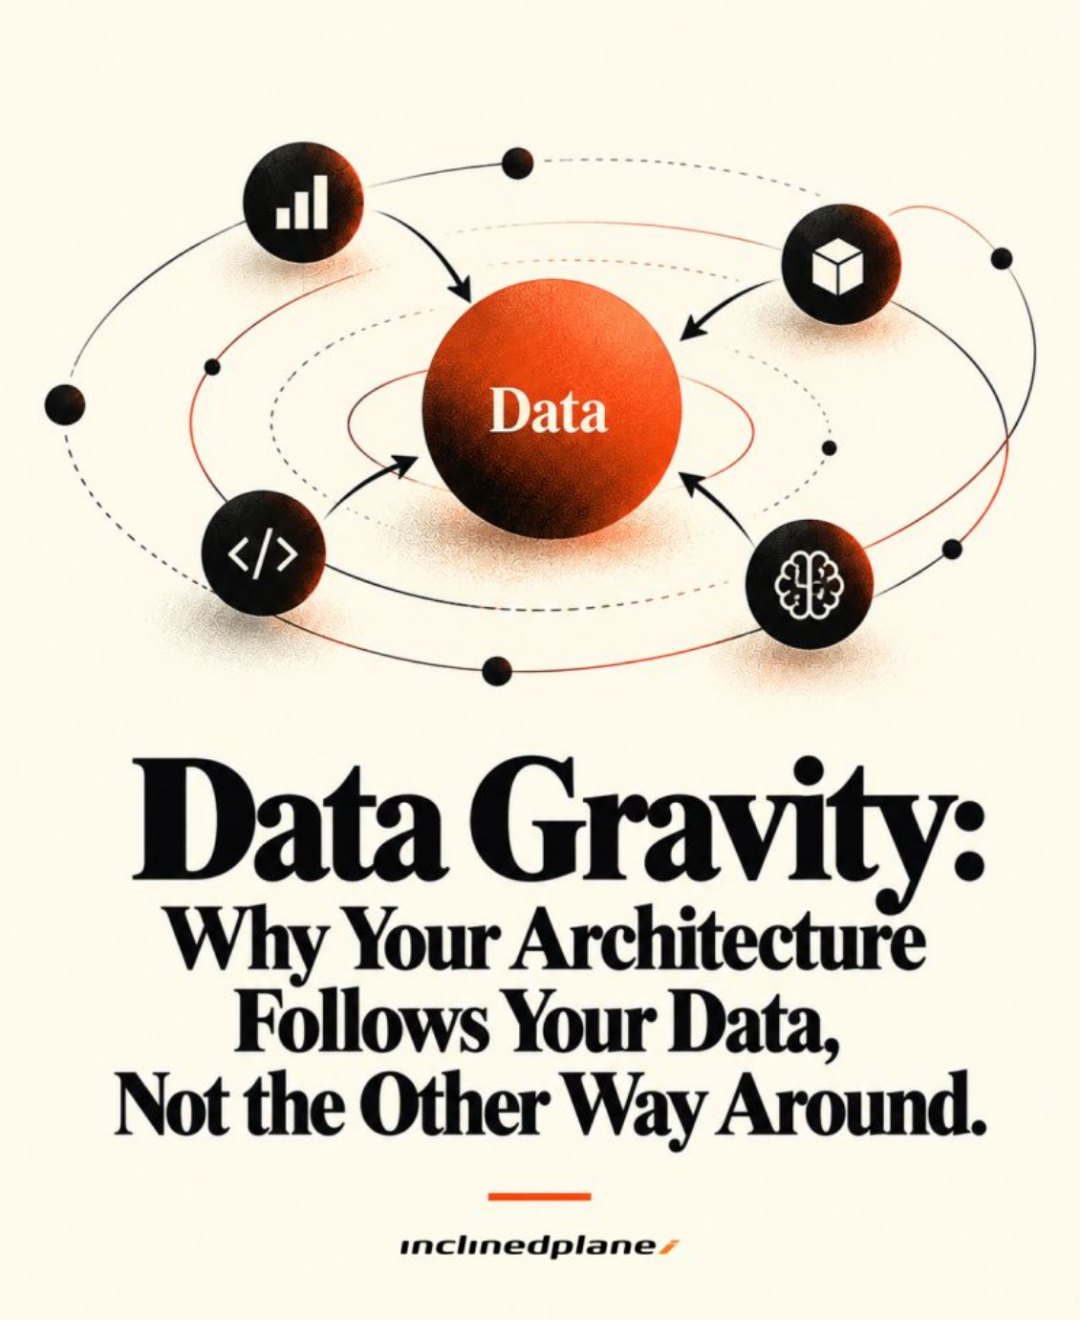 Data
</>
Data Gravity:
Why Your Architecture
Follows Your Data,
Not the Other Way Around.
inclinedplane